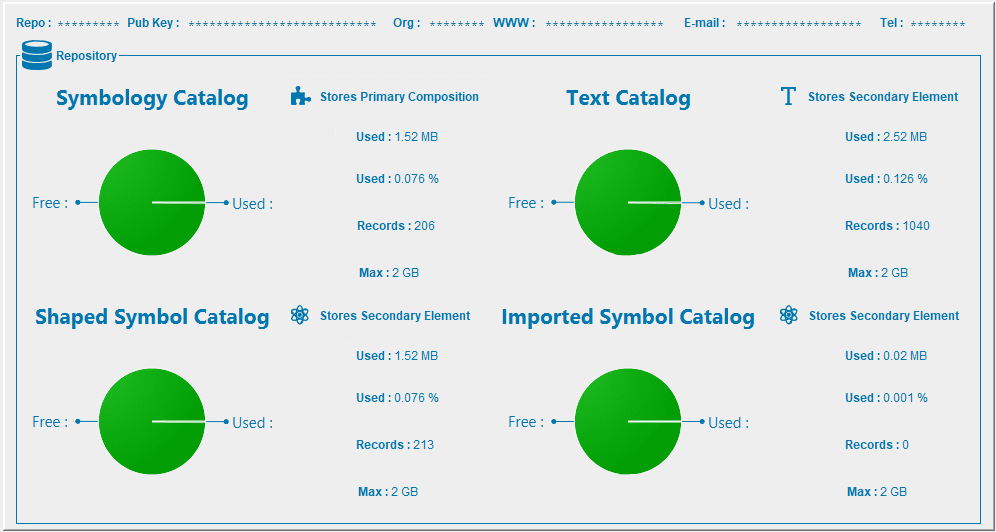 Repo : ********* Pub Key : ************************* Org : ******** WWW : **************** E-mail : ***************** Tel : ********
Repository
Symbology Catalog
Stores Primary Composition
Used : 1.52 MB
Used : 0.076 %
Free :
Used :
Records : 206
Max : 2 GB
Text Catalog
Stores Secondary Element
Used : 2.52 MB
Used : 0.126 %
Free :
Used :
Records : 1040
Max : 2 GB
Shaped Symbol Catalog
Stores Secondary Element
Used : 1.52 MB
Used : 0.076 %
Free :
Used :
Records : 213
Max : 2 GB
Imported Symbol Catalog
Stores Secondary Element
Used : 0.02 MB
Used : 0.001 %
Free :
Used :
Records : 0
Max : 2 GB